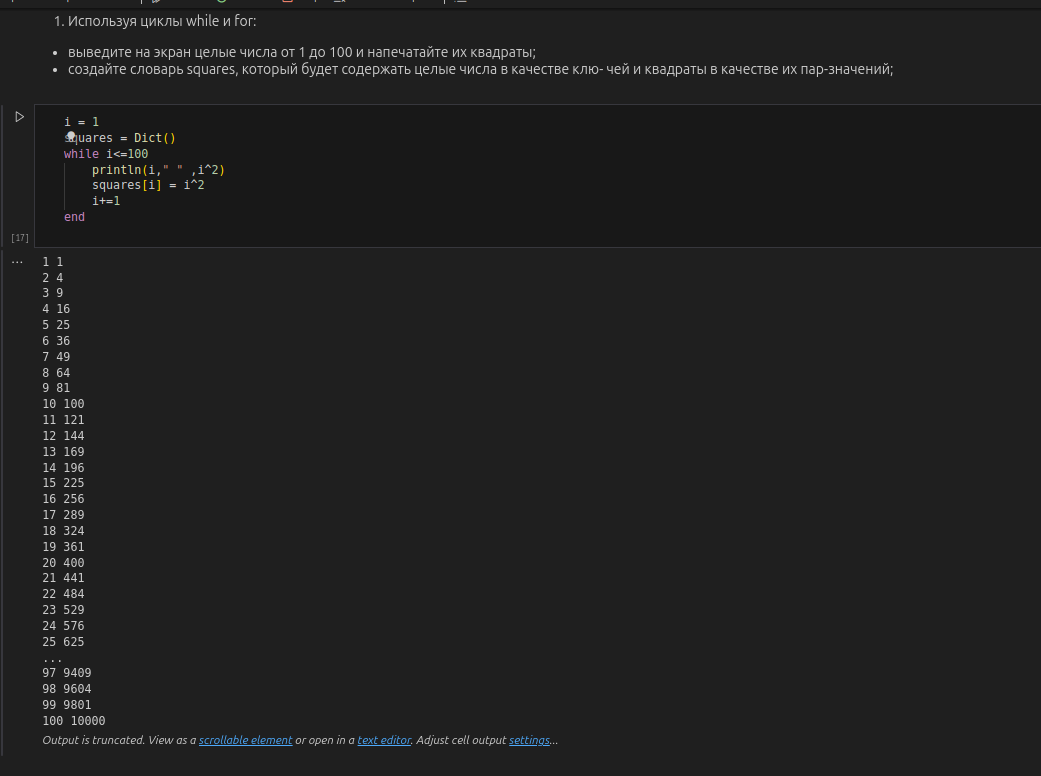 1. Используя циклы while и for:
• выведите на экран целые числа от 1 до 100 и напечатайте их квадраты;
• создайте словарь squares, который будет содержать целые числа в качестве клю- чей и квадраты в качестве их пар-значений;
i = 1
squares = Dict()
while i<=100
println(i," " ,i^2)
squares[i] = i^2
i+=1
end
[17]
...
1 1
2 4
3 9
4 16
5 25
6 36
7 49
8 64
9 81
10 100
11 121
12 144
13 169
14 196
15 225
16 256
17 289
18 324
19 361
20 400
21 441
22 484
23 529
24 576
25 625
...
97 9409
98 9604
99 9801
100 10000
Output is truncated. View as a scrollable element or open in a text editor. Adjust cell output settings...